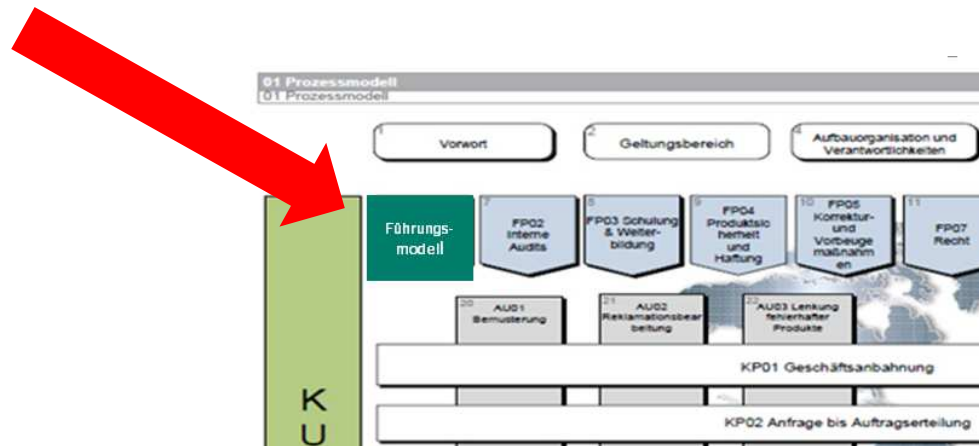 01 Prozessmodell
01 Prozessmodell
1
Vorwort
2
Geltungsbereich
4
Aufbauorganisation und
Verantwortlichkeiten
Führungs-
modell
7
FP02
Interne
Audits
8
FP03 Schulung
& Weiter-
bildung
9
FP04
Produktsic
herheit
und
Haftung
10
FP05
Korrektur-
und
Vorbeuge
maßnahm
en
11
FP07
Recht
20
AU01
Bemusterung
21
AU02
Reklamationsbear
beitung
22
AU03 Lenkung
fehlerhafter
Produkte
KP01 Geschäftsanbahnung
KP02 Anfrage bis Auftragserteilung
K
U